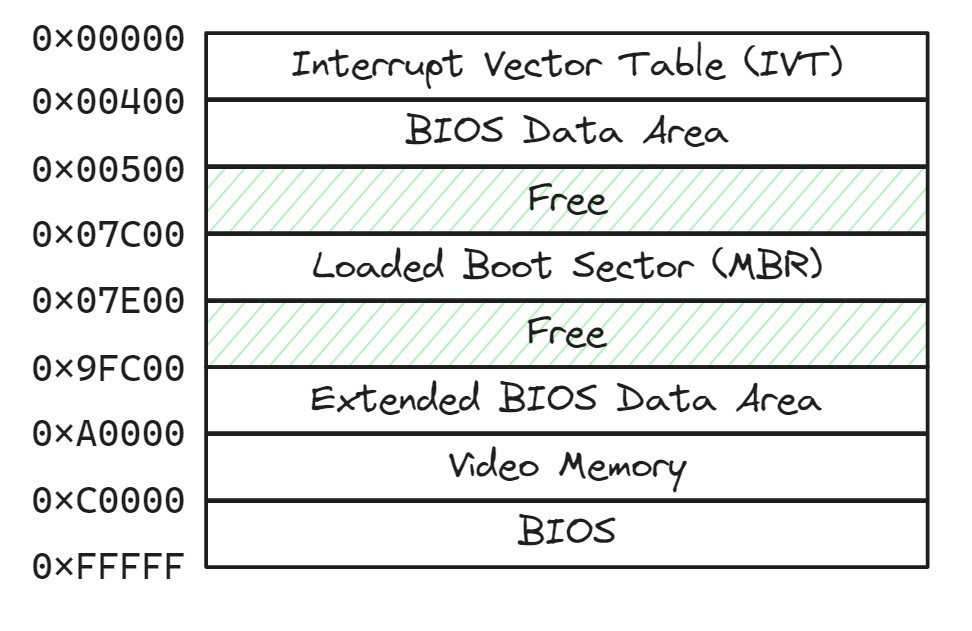 0x00000
Interrupt Vector Table (IVT)
0x00400
BIOS Data Area
0x00500
Free
0x07C00
Loaded Boot Sector (MBR)
0x07E00
Free
0x9FC00
Extended BIOS Data Area
0xA0000
Video Memory
0xC0000
BIOS
0xFFFFF